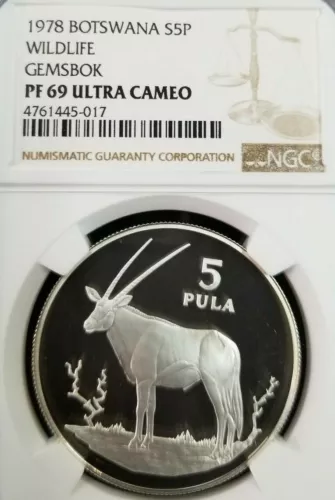 1978 BOTSWANA S5P
WILDLIFE
GEMSBOK
PF 69 ULTRA CAMEO
4761445-017
NUMISMATIC GUARANTY CORPORATION
NGC
5
PULA